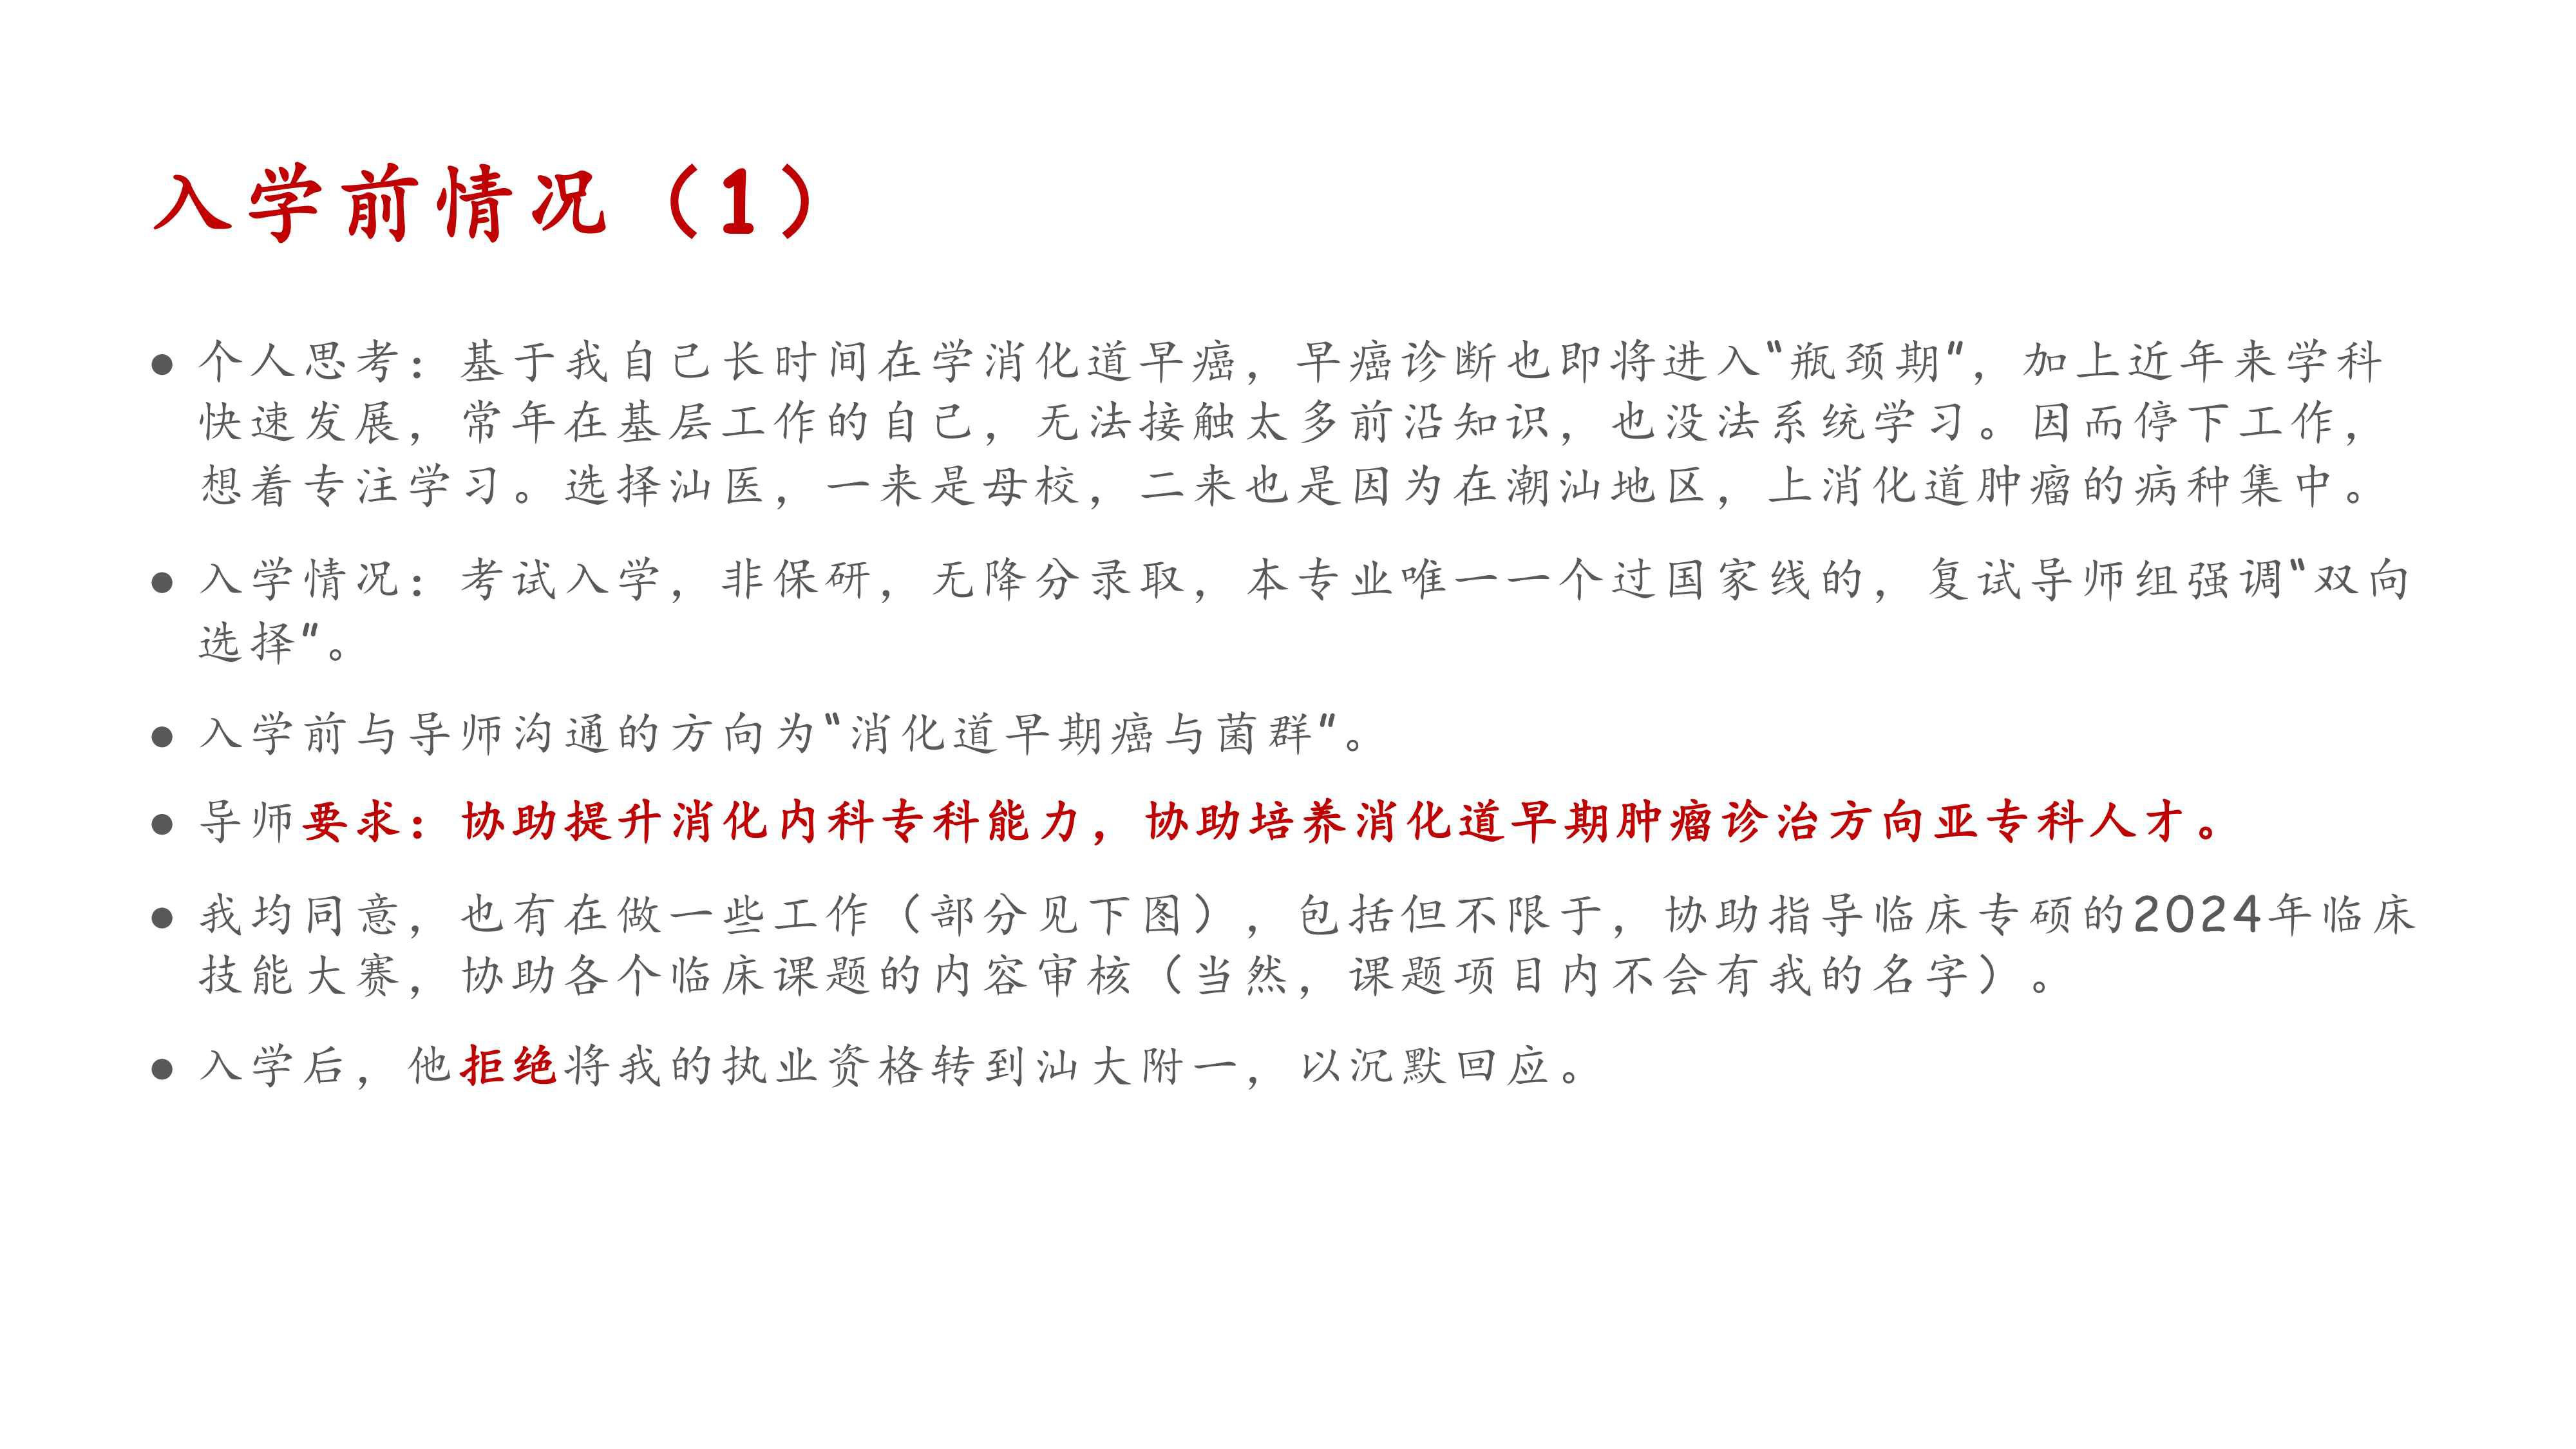 入学前情况（1）
● 个人思考：基于我自己长时间在学消化道早癌，早癌诊断也即将进入“瓶颈期”，加上近年来学科
快速发展，常年在基层工作的自己，无法接触太多前沿知识，也没法系统学习。因而停下工作，
想着专注学习。选择汕医，一来是母校，二来也是因为在潮汕地区，上消化道肿瘤的病种集中。
● 入学情况：考试入学，非保研，无降分录取，本专业唯一一个过国家线的，复试导师组强调“双向
选择”。
● 入学前与导师沟通的方向为“消化道早期癌与菌群”。
● 导师要求：协助提升消化内科专科能力，协助培养消化道早期肿瘤诊治方向亚专科人才。
● 我均同意，也有在做一些工作（部分见下图），包括但不限于，协助指导临床专硕的2024年临床
技能大赛，协助各个临床课题的内容审核（当然，课题项目内不会有我的名字）。
● 入学后，他拒绝将我的执业资格转到汕大附一，以沉默回应。